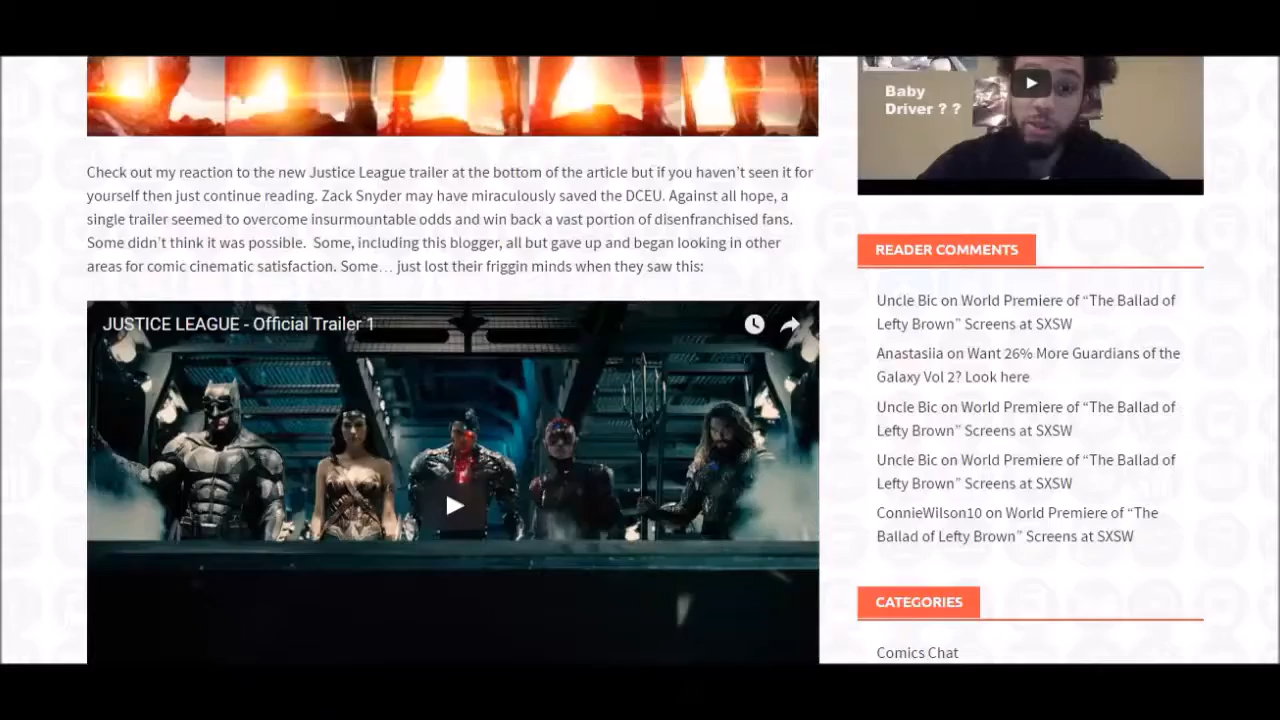 Check out my reaction to the new Justice League trailer at the bottom of the article but if you haven't seen it for
yourself then just continue reading. Zack Snyder may have miraculously saved the DCEU. Against all hope, a
single trailer seemed to overcome insurmountable odds and win back a vast portion of disenfranchised fans.
Some didn't think it was possible.  Some, including this blogger, all but gave up and began looking in other
areas for comic cinematic satisfaction. Some… just lost their friggin minds when they saw this:
JUSTICE LEAGUE - Official Trailer 1
Baby
Driver ? ?
READER COMMENTS
Uncle Bic on World Premiere of “The Ballad of
Lefty Brown” Screens at SXSW
Anastasiia on Want 26% More Guardians of the
Galaxy Vol 2? Look here
Uncle Bic on World Premiere of “The Ballad of
Lefty Brown” Screens at SXSW
Uncle Bic on World Premiere of “The Ballad of
Lefty Brown” Screens at SXSW
ConnieWilson10 on World Premiere of “The
Ballad of Lefty Brown” Screens at SXSW
CATEGORIES
Comics Chat